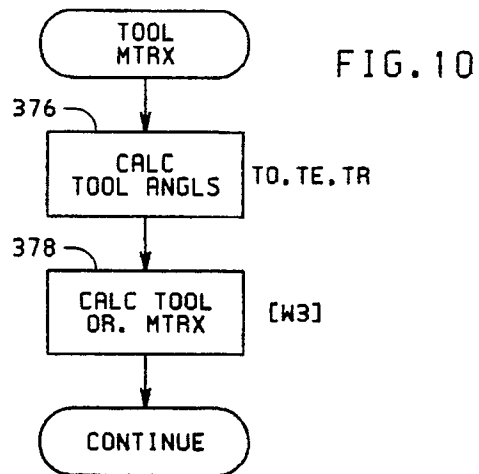 TOOL
MTRX
FIG.10
376
CALC
TOOL ANGLS
TO,TE,TR
378
CALC TOOL
OR. MTRX
[W3]
CONTINUE